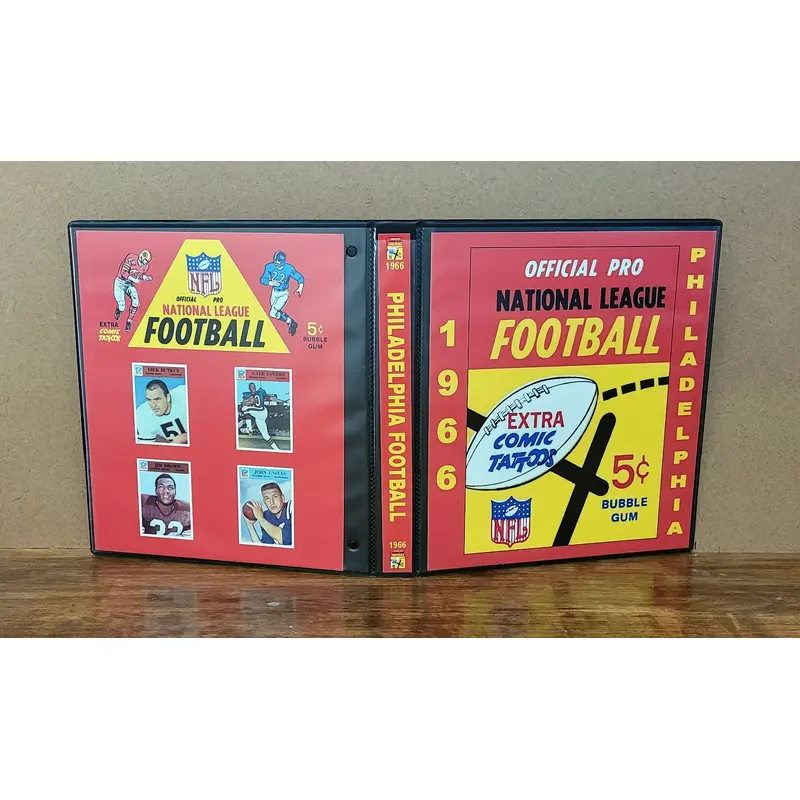 NFL
OFFICIAL PRO
NATIONAL LEAGUE
FOOTBALL
EXTRA
COMIC
TATTOOS
5¢
BUBBLE
GUM
DICK BUTKUS
51
GALE SAYERS
JIM BROWN
32
JOHN UNITAS
1966
PHILADELPHIA FOOTBALL
1966
1966
OFFICIAL PRO
NATIONAL LEAGUE
FOOTBALL
EXTRA
COMIC
TATTOOS
5¢
BUBBLE
GUM
NFL
PHILADELPHIA